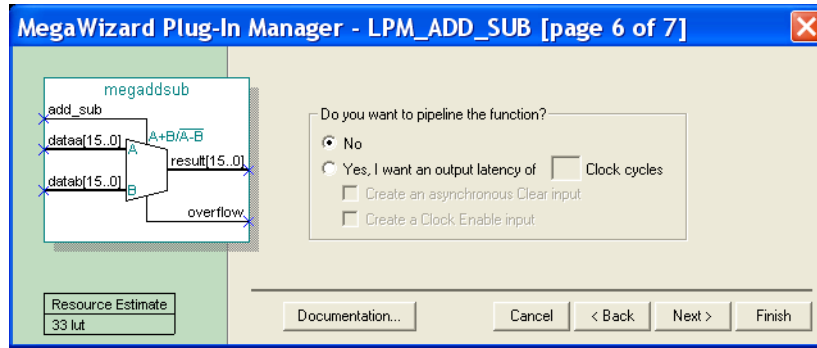 MegaWizard Plug-In Manager - LPM_ADD_SUB [page 6 of 7]
megaddsub
add_sub
A+B/A-B
dataa[15..0]
A
result[15..0]
datab[15..0]
B
overflow
Resource Estimate
33 lut
Do you want to pipeline the function?
No
Yes, I want an output latency of Clock cycles
Create an asynchronous Clear input
Create a Clock Enable input
Documentation... Cancel < Back Next > Finish